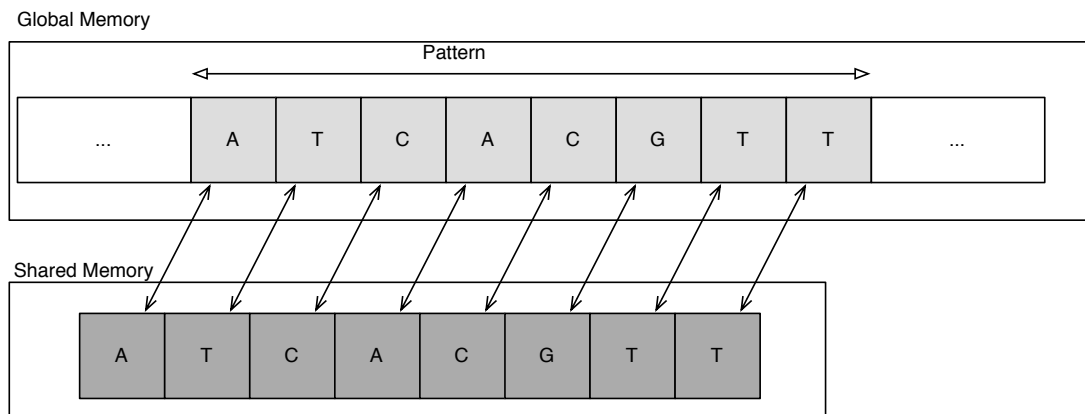 Global Memory
Pattern
... A T C A C G T T ...
Shared Memory
A T C A C G T T